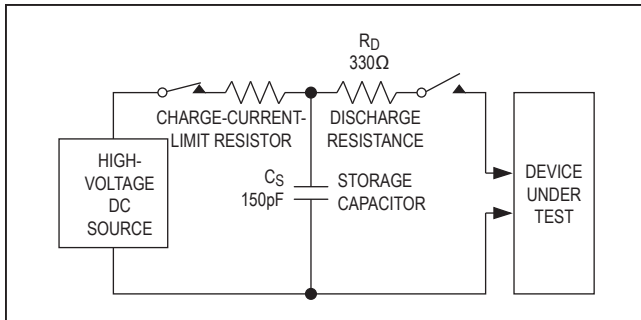 RD
330Ω
CHARGE-CURRENT-
LIMIT RESISTOR
DISCHARGE
RESISTANCE
HIGH-
VOLTAGE
DC
SOURCE
CS
150pF
STORAGE
CAPACITOR
DEVICE
UNDER
TEST